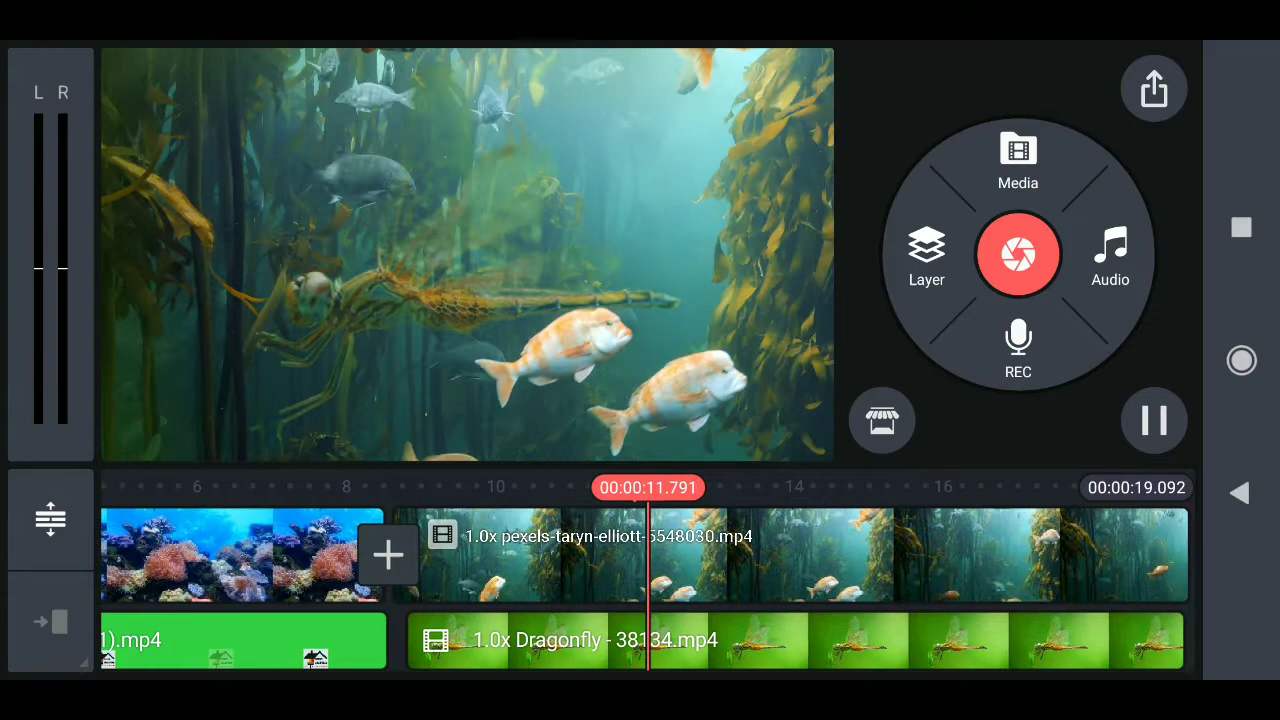 L R
Media
Layer
Audio
REC
6
8
10
00:00:11.791
14
16
00:00:19.092
1.0x pexels-taryn-elliott-5548030.mp4
1).mp4
1.0x Dragonfly - 38134.mp4